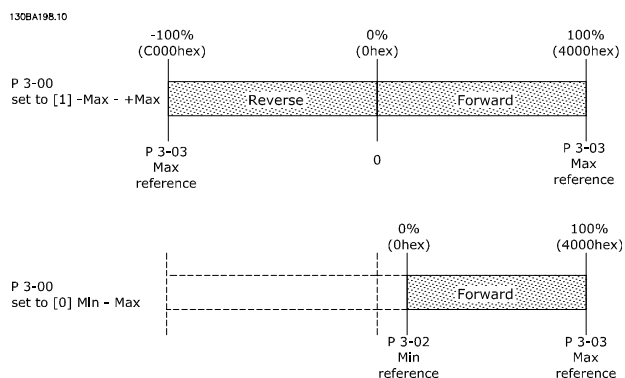 130BA198.10
-100%
(C000hex)
0%
(0hex)
100%
(4000hex)
P 3-00
set to [1] -Max - +Max
Reverse
Forward
P 3-03
Max
reference
0
P 3-03
Max
reference
0%
(0hex)
100%
(4000hex)
P 3-00
set to [0] Min - Max
Forward
P 3-02
Min
reference
P 3-03
Max
reference